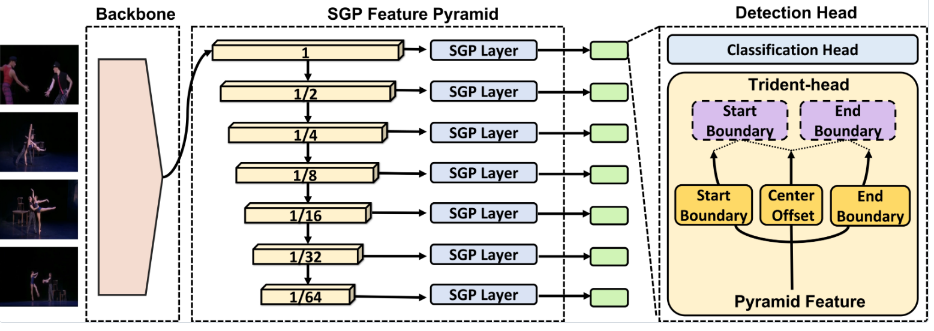 Backbone
SGP Feature Pyramid
Detection Head
1
SGP Layer
1/2
SGP Layer
1/4
SGP Layer
1/8
SGP Layer
1/16
SGP Layer
1/32
SGP Layer
1/64
SGP Layer
Classification Head
Trident-head
Start
Boundary
End
Boundary
Start
Boundary
Center
Offset
End
Boundary
Pyramid Feature